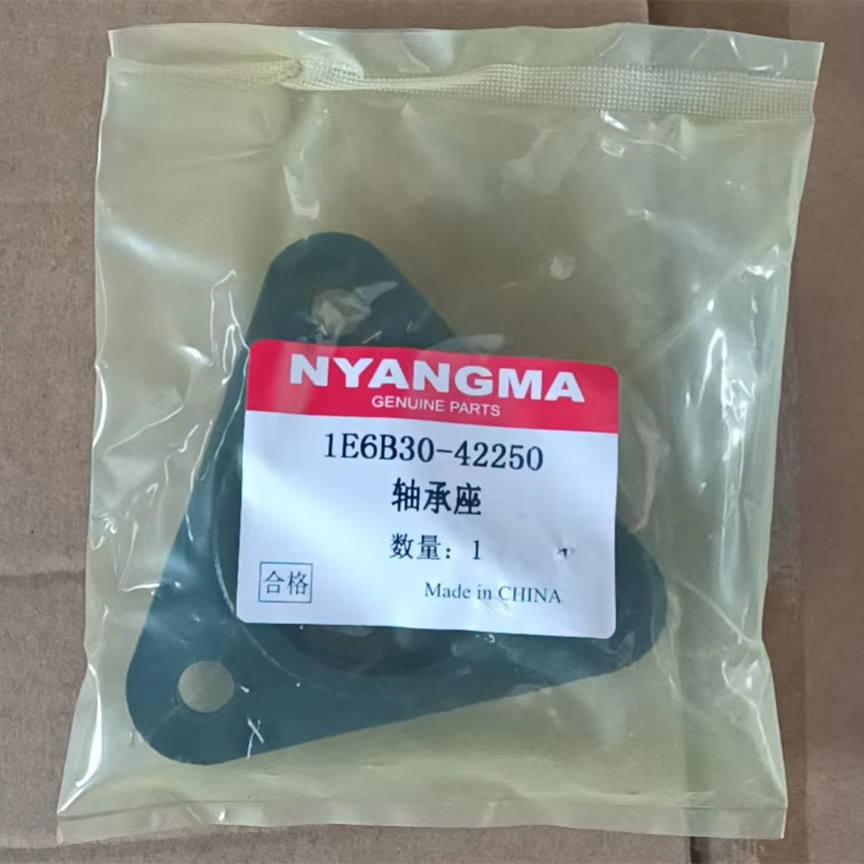 NYANGMA
GENUINE PARTS
1E6B30-42250
轴承座
数量：1
合格
Made in CHINA